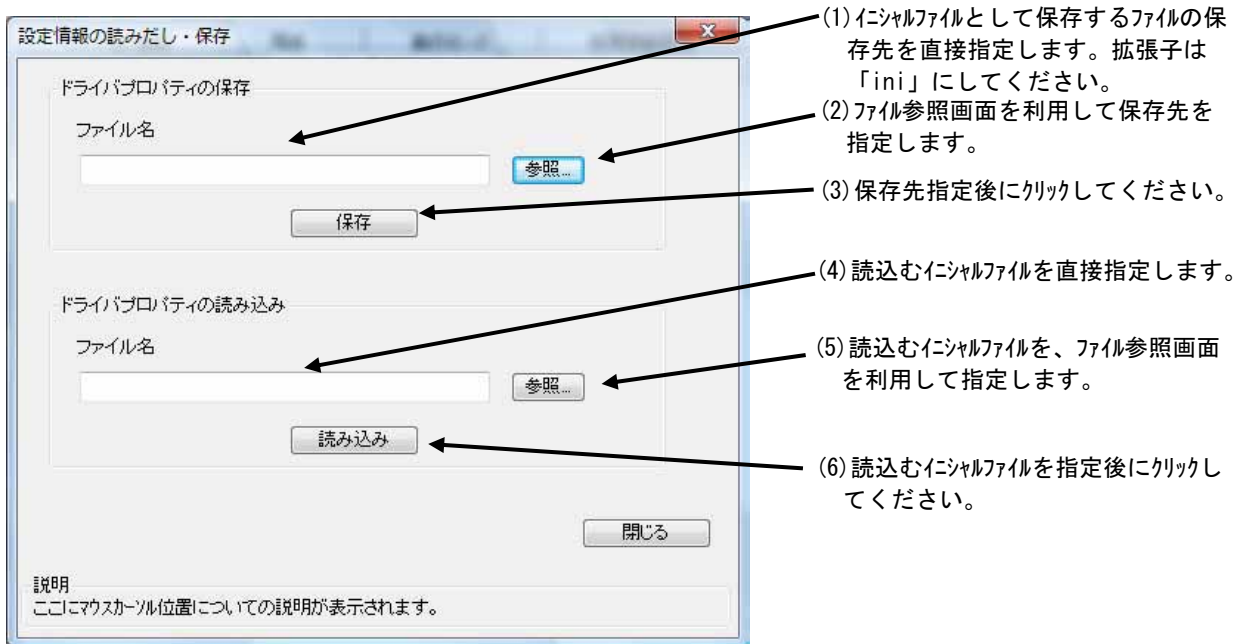 設定情報の読みだし・保存
ドライバプロパティの保存
ファイル名
参照...
保存
ドライバプロパティの読み込み
ファイル名
参照...
読み込み
閉じる
説明
ここにマウスカーソル位置についての説明が表示されます。
(1)ｲﾆｼｬﾙﾌｧｲﾙとして保存するﾌｧｲﾙの保
存先を直接指定します。拡張子は
「ini」にしてください。
(2)ﾌｧｲﾙ参照画面を利用して保存先を
指定します。
(3)保存先指定後にｸﾘｯｸしてください。
(4)読込むｲﾆｼｬﾙﾌｧｲﾙを直接指定します。
(5)読込むｲﾆｼｬﾙﾌｧｲﾙを、ﾌｧｲﾙ参照画面
を利用して指定します。
(6)読込むｲﾆｼｬﾙﾌｧｲﾙを指定後にｸﾘｯｸし
てください。